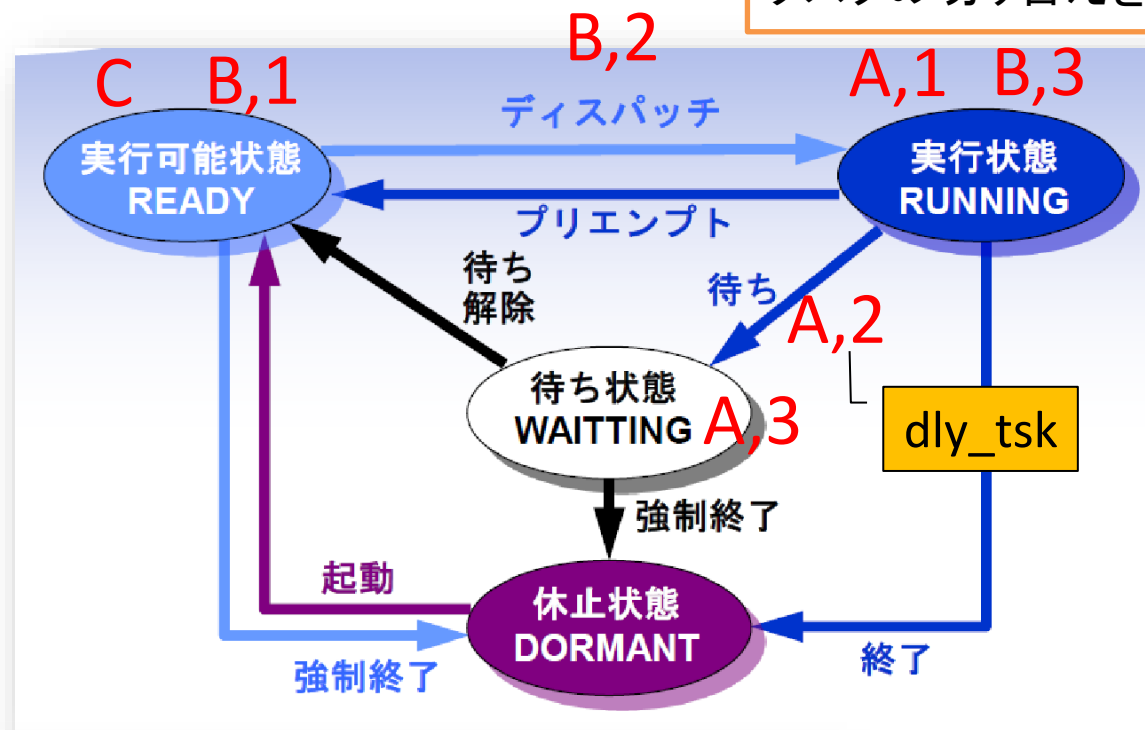 B,2
C B,1
A,1 B,3
ディスパッチ
実行可能状態
READY
実行状態
RUNNING
プリエンプト
待ち
解除
待ち
A,2
待ち状態
WAITTING
A,3
dly_tsk
強制終了
起動
休止状態
DORMANT
強制終了
終了